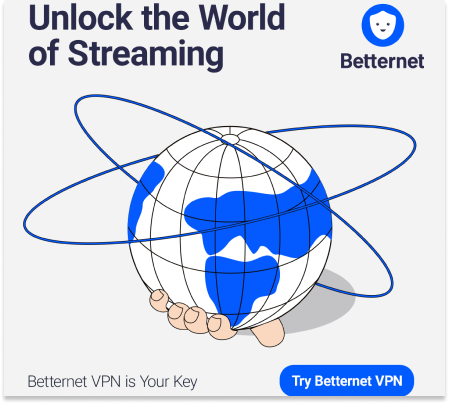 Unlock the World
of Streaming
Betternet
Betternet VPN is Your Key
Try Betternet VPN